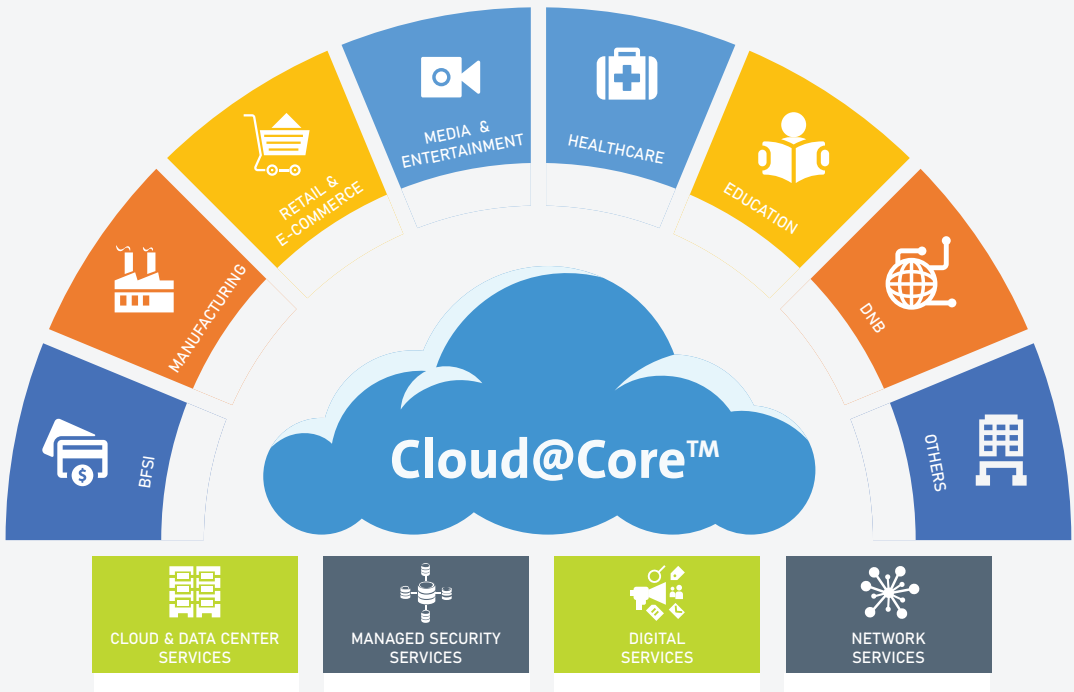 BFSI
MANUFACTURING
RETAIL &
E-COMMERCE
MEDIA &
ENTERTAINMENT
HEALTHCARE
EDUCATION
DNB
OTHERS
Cloud@Core™
CLOUD & DATA CENTER
SERVICES
MANAGED SECURITY
SERVICES
DIGITAL
SERVICES
NETWORK
SERVICES